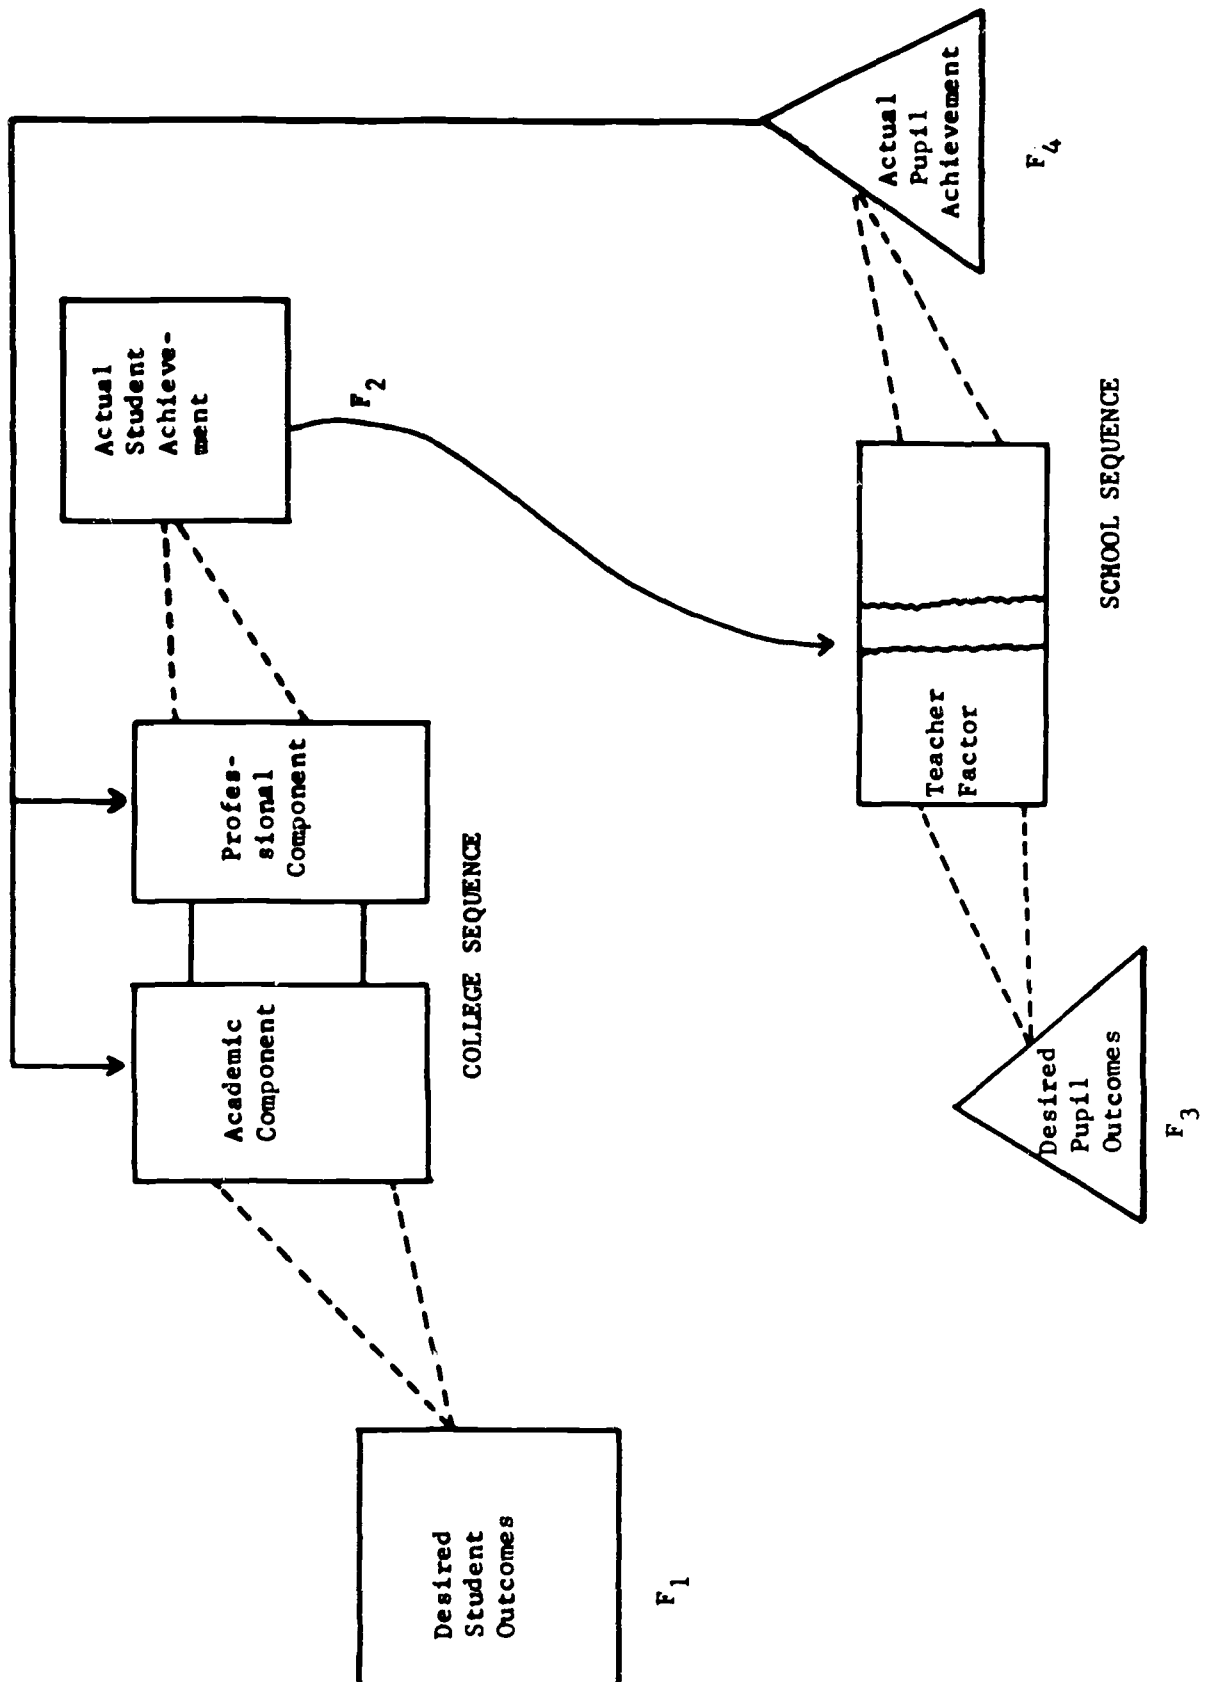 Desired
Student
Outcomes
F1
Academic
Component
Profes-
sional
Component
COLLEGE SEQUENCE
Actual
Student
Achieve-
ment
F2
Desired
Pupil
Outcomes
F3
Teacher
Factor
SCHOOL SEQUENCE
Actual
Pupil
Achievement
F4